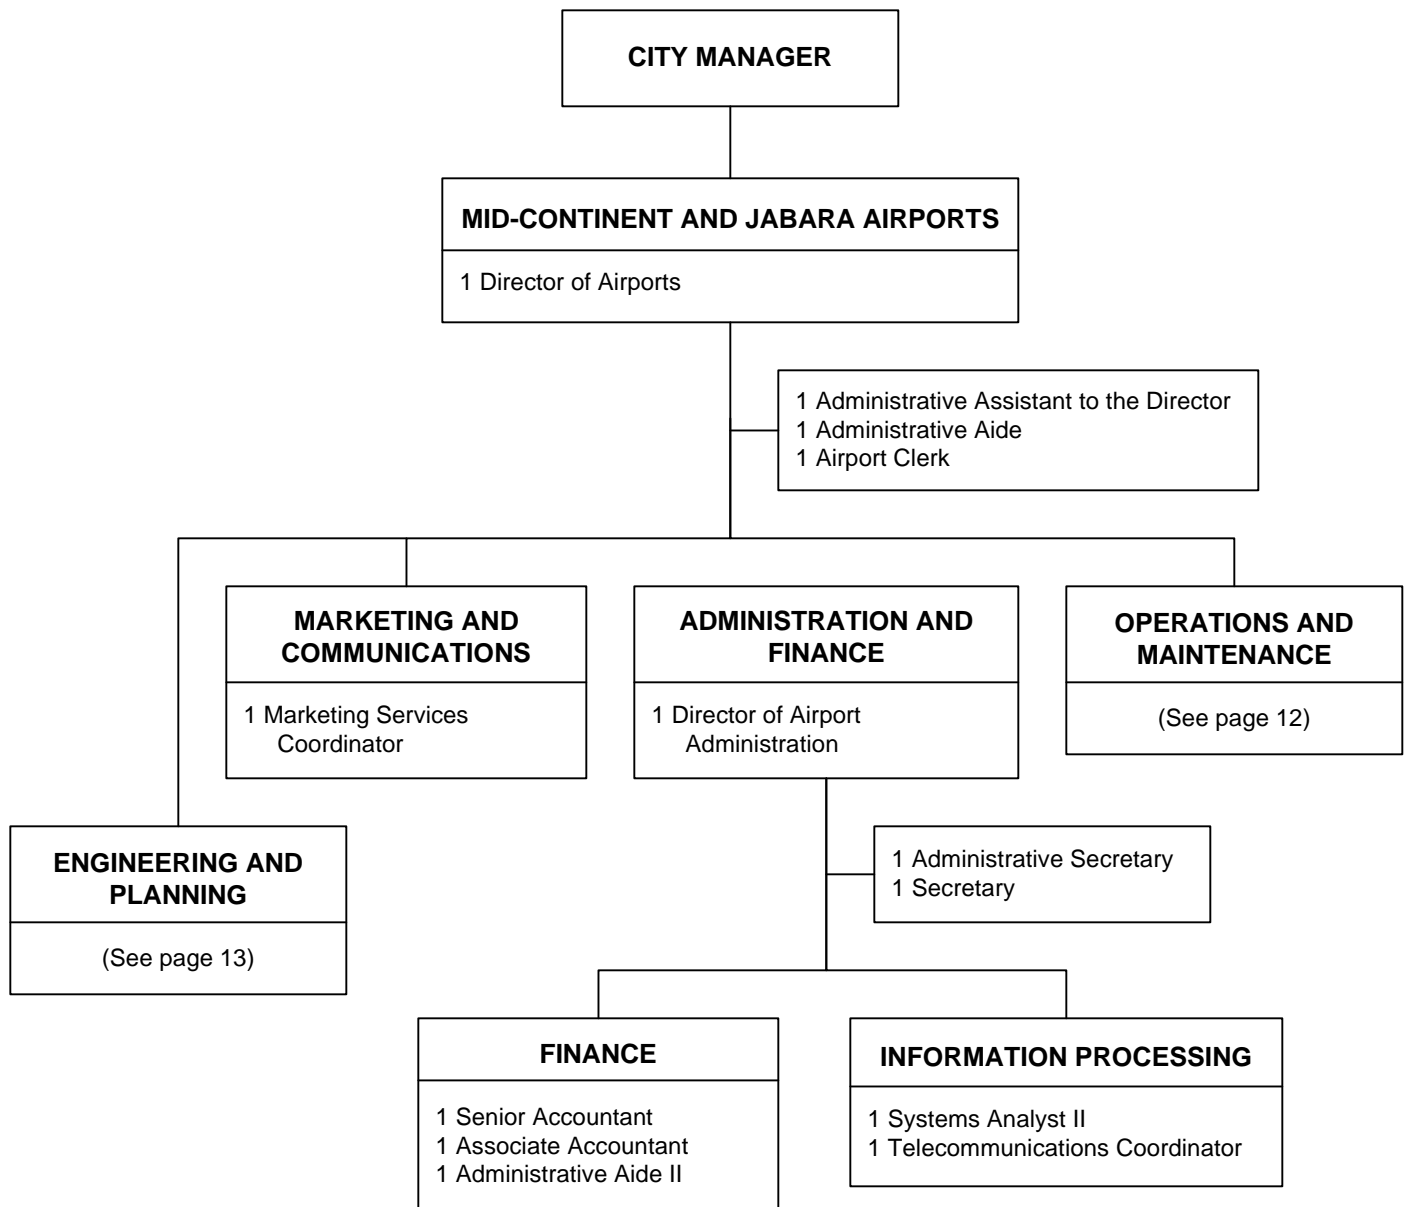 CITY MANAGER
MID-CONTINENT AND JABARA AIRPORTS
1 Director of Airports
1 Administrative Assistant to the Director
1 Administrative Aide
1 Airport Clerk
MARKETING AND
COMMUNICATIONS
1 Marketing Services
Coordinator
ADMINISTRATION AND
FINANCE
1 Director of Airport
Administration
OPERATIONS AND
MAINTENANCE
(See page 12)
ENGINEERING AND
PLANNING
(See page 13)
1 Administrative Secretary
1 Secretary
FINANCE
1 Senior Accountant
1 Associate Accountant
1 Administrative Aide II
INFORMATION PROCESSING
1 Systems Analyst II
1 Telecommunications Coordinator